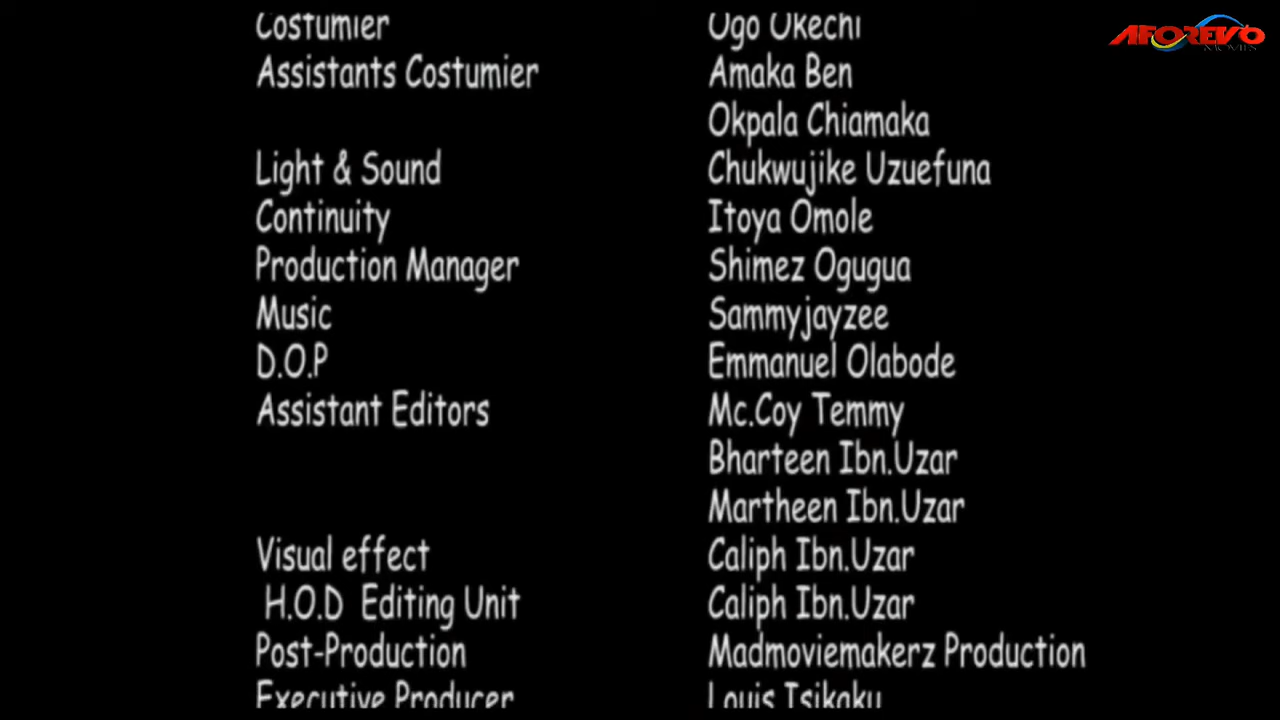 AFOREVO
MOVIES
Costumier Ugo Okechi
Assistants Costumier Amaka Ben
Okpala Chiamaka
Light & Sound Chukwujike Uzuefuna
Continuity Itoya Omole
Production Manager Shimez Ogugua
Music Sammyjayzee
D.O.P Emmanuel Olabode
Assistant Editors Mc.Coy Temmy
Bharteen Ibn.Uzar
Martheen Ibn.Uzar
Visual effect Caliph Ibn.Uzar
H.O.D Editing Unit Caliph Ibn.Uzar
Post-Production Madmoviemakerz Production
Executive Producer Louis